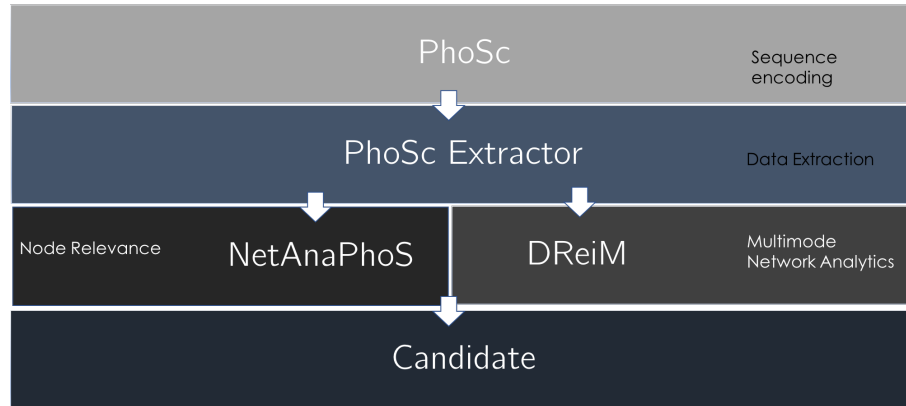 PhoSc
Sequence
encoding
PhoSc Extractor
Data Extraction
Node Relevance
NetAnaPhoS
DReiM
Multimode
Network Analytics
Candidate